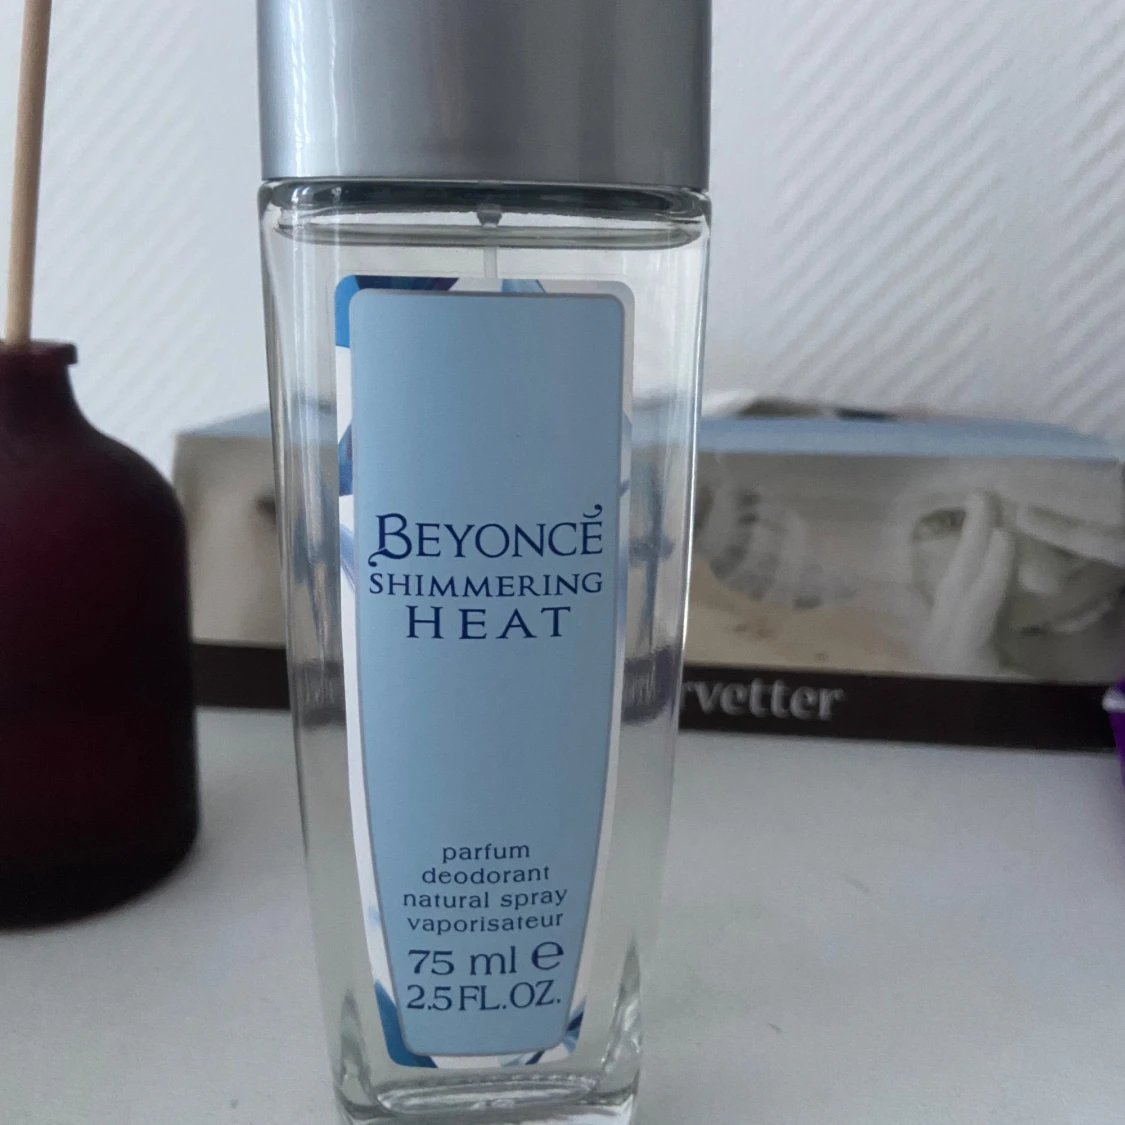 BEYONCÉ
SHIMMERING
HEAT
parfum
deodorant
natural spray
vaporisateur
75 ml ℮
2.5 FL.OZ.
rvetter